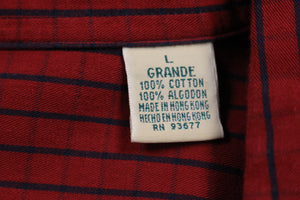 L
GRANDE
100% COTTON
100% ALGODON
MADE IN HONG KONG
HECHO EN HONG KONG
RN 93677